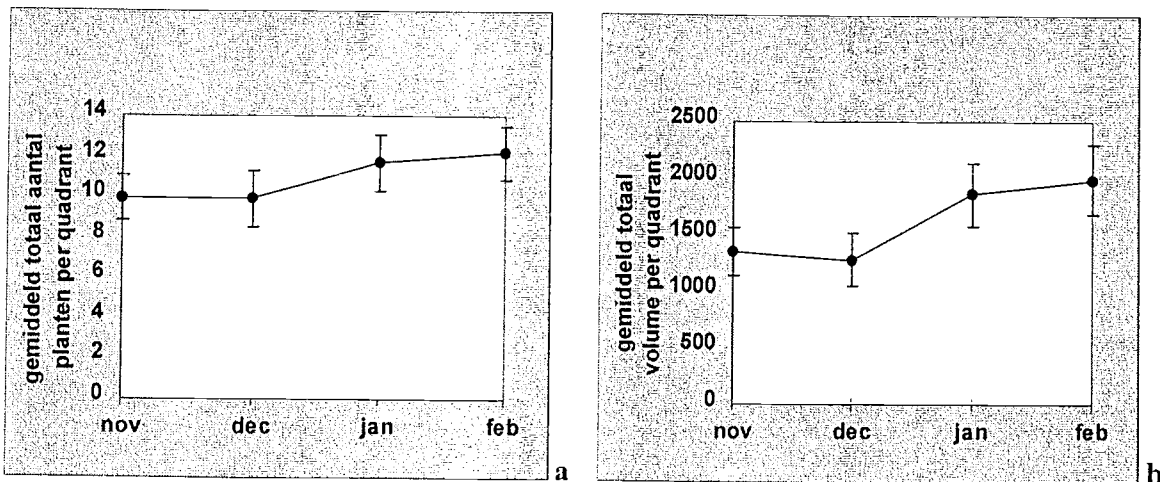 gemiddeld totaal aantal
planten per quadrant
14
12
10
8
6
4
2
0
nov dec jan feb
a
gemiddeld totaal
volume per quadrant
2500
2000
1500
1000
500
0
nov dec jan feb
b